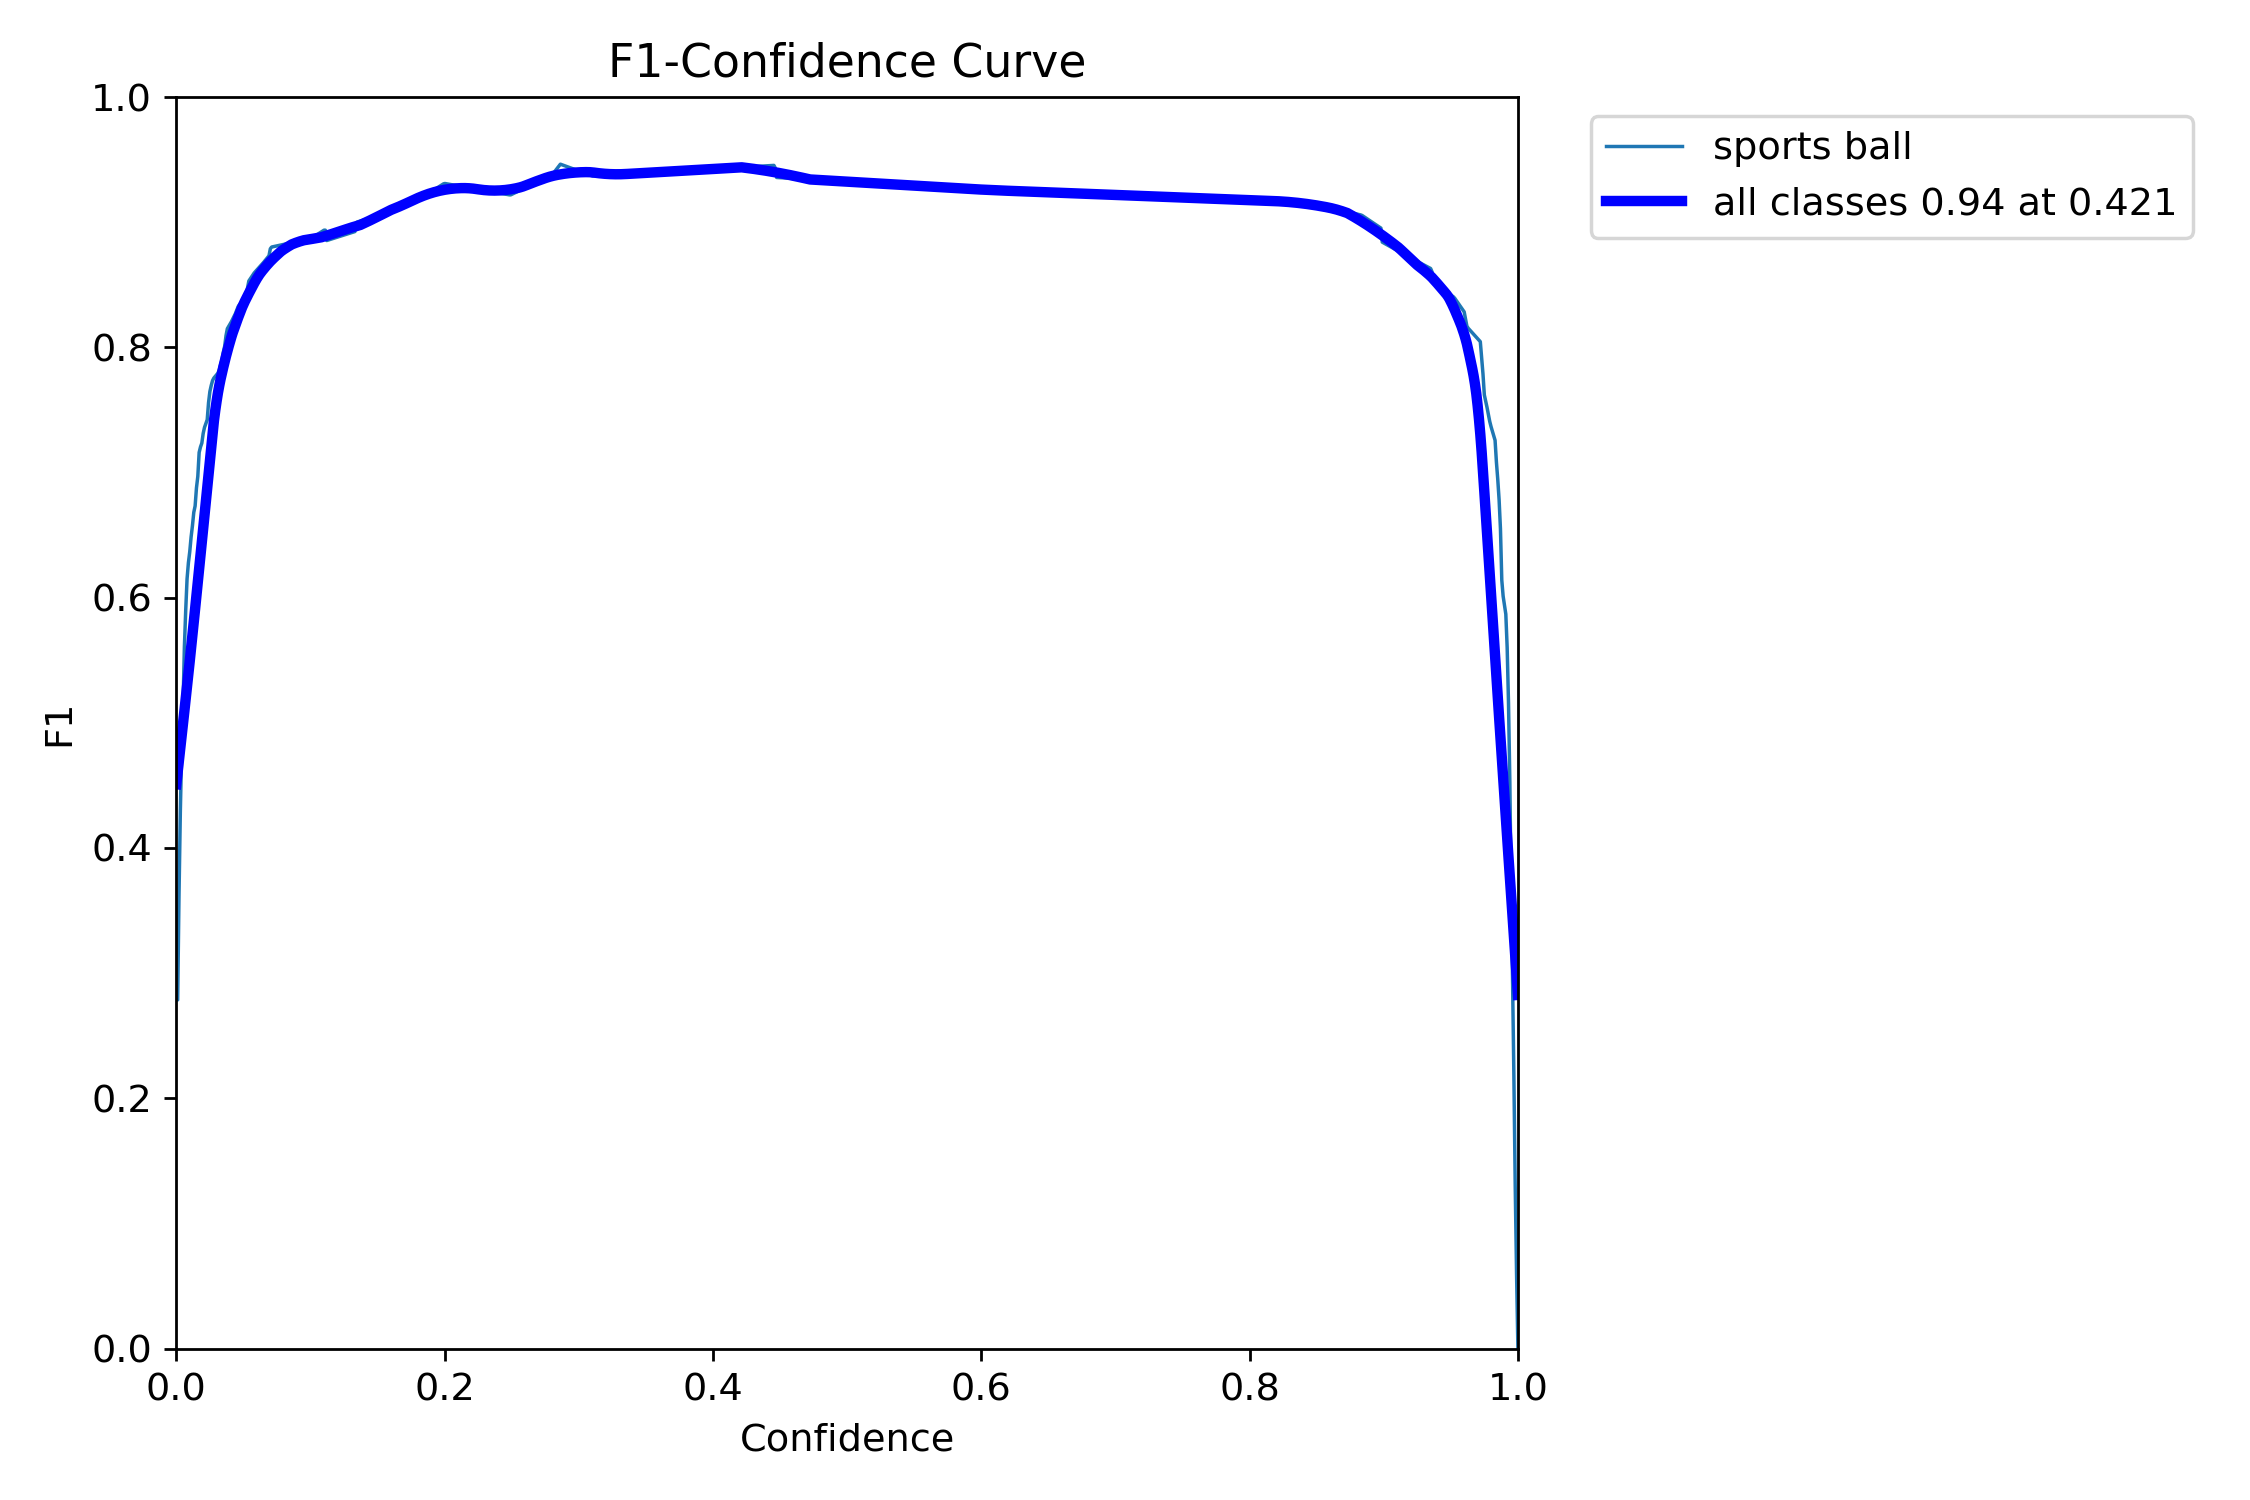 F1-Confidence Curve
1.0
0.8
0.6
0.4
0.2
0.0
F1
0.0 0.2 0.4 0.6 0.8 1.0
Confidence
sports ball
all classes 0.94 at 0.421